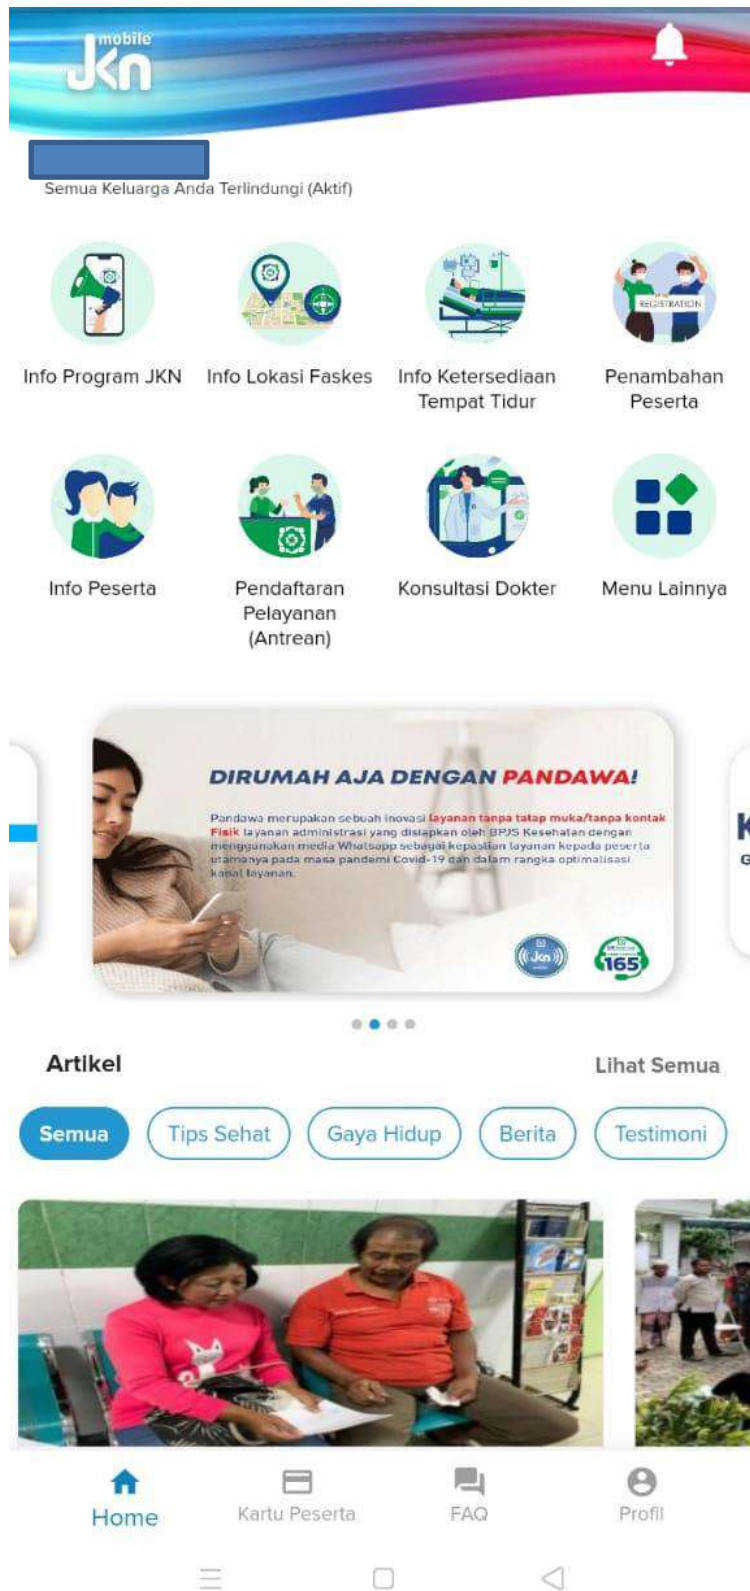 mobile
JKn
Semua Keluarga Anda Terlindungi (Aktif)
REGISTRATION
Info Program JKN
Info Lokasi Faskes
Info Ketersediaan
Tempat Tidur
Penambahan
Peserta
Info Peserta
Pendaftaran
Pelayanan
(Antrean)
Konsultasi Dokter
Menu Lainnya
DIRUMAH AJA DENGAN PANDAWA!
Pandawa merupakan sebuah inovasi layanan tanpa tatap muka/tanpa kontak
Fisik layanan administrasi yang disiapkan oleh BPJS Kesehatan dengan
menggunakan media Whatsapp sebagai kepastian layanan kepada peserta
utamanya pada masa pandemi Covid-19 dan dalam rangka optimalisasi
kanal layanan.
JKn
165
K
G
Artikel
Lihat Semua
Semua
Tips Sehat
Gaya Hidup
Berita
Testimoni
Home
Kartu Peserta
FAQ
Profil